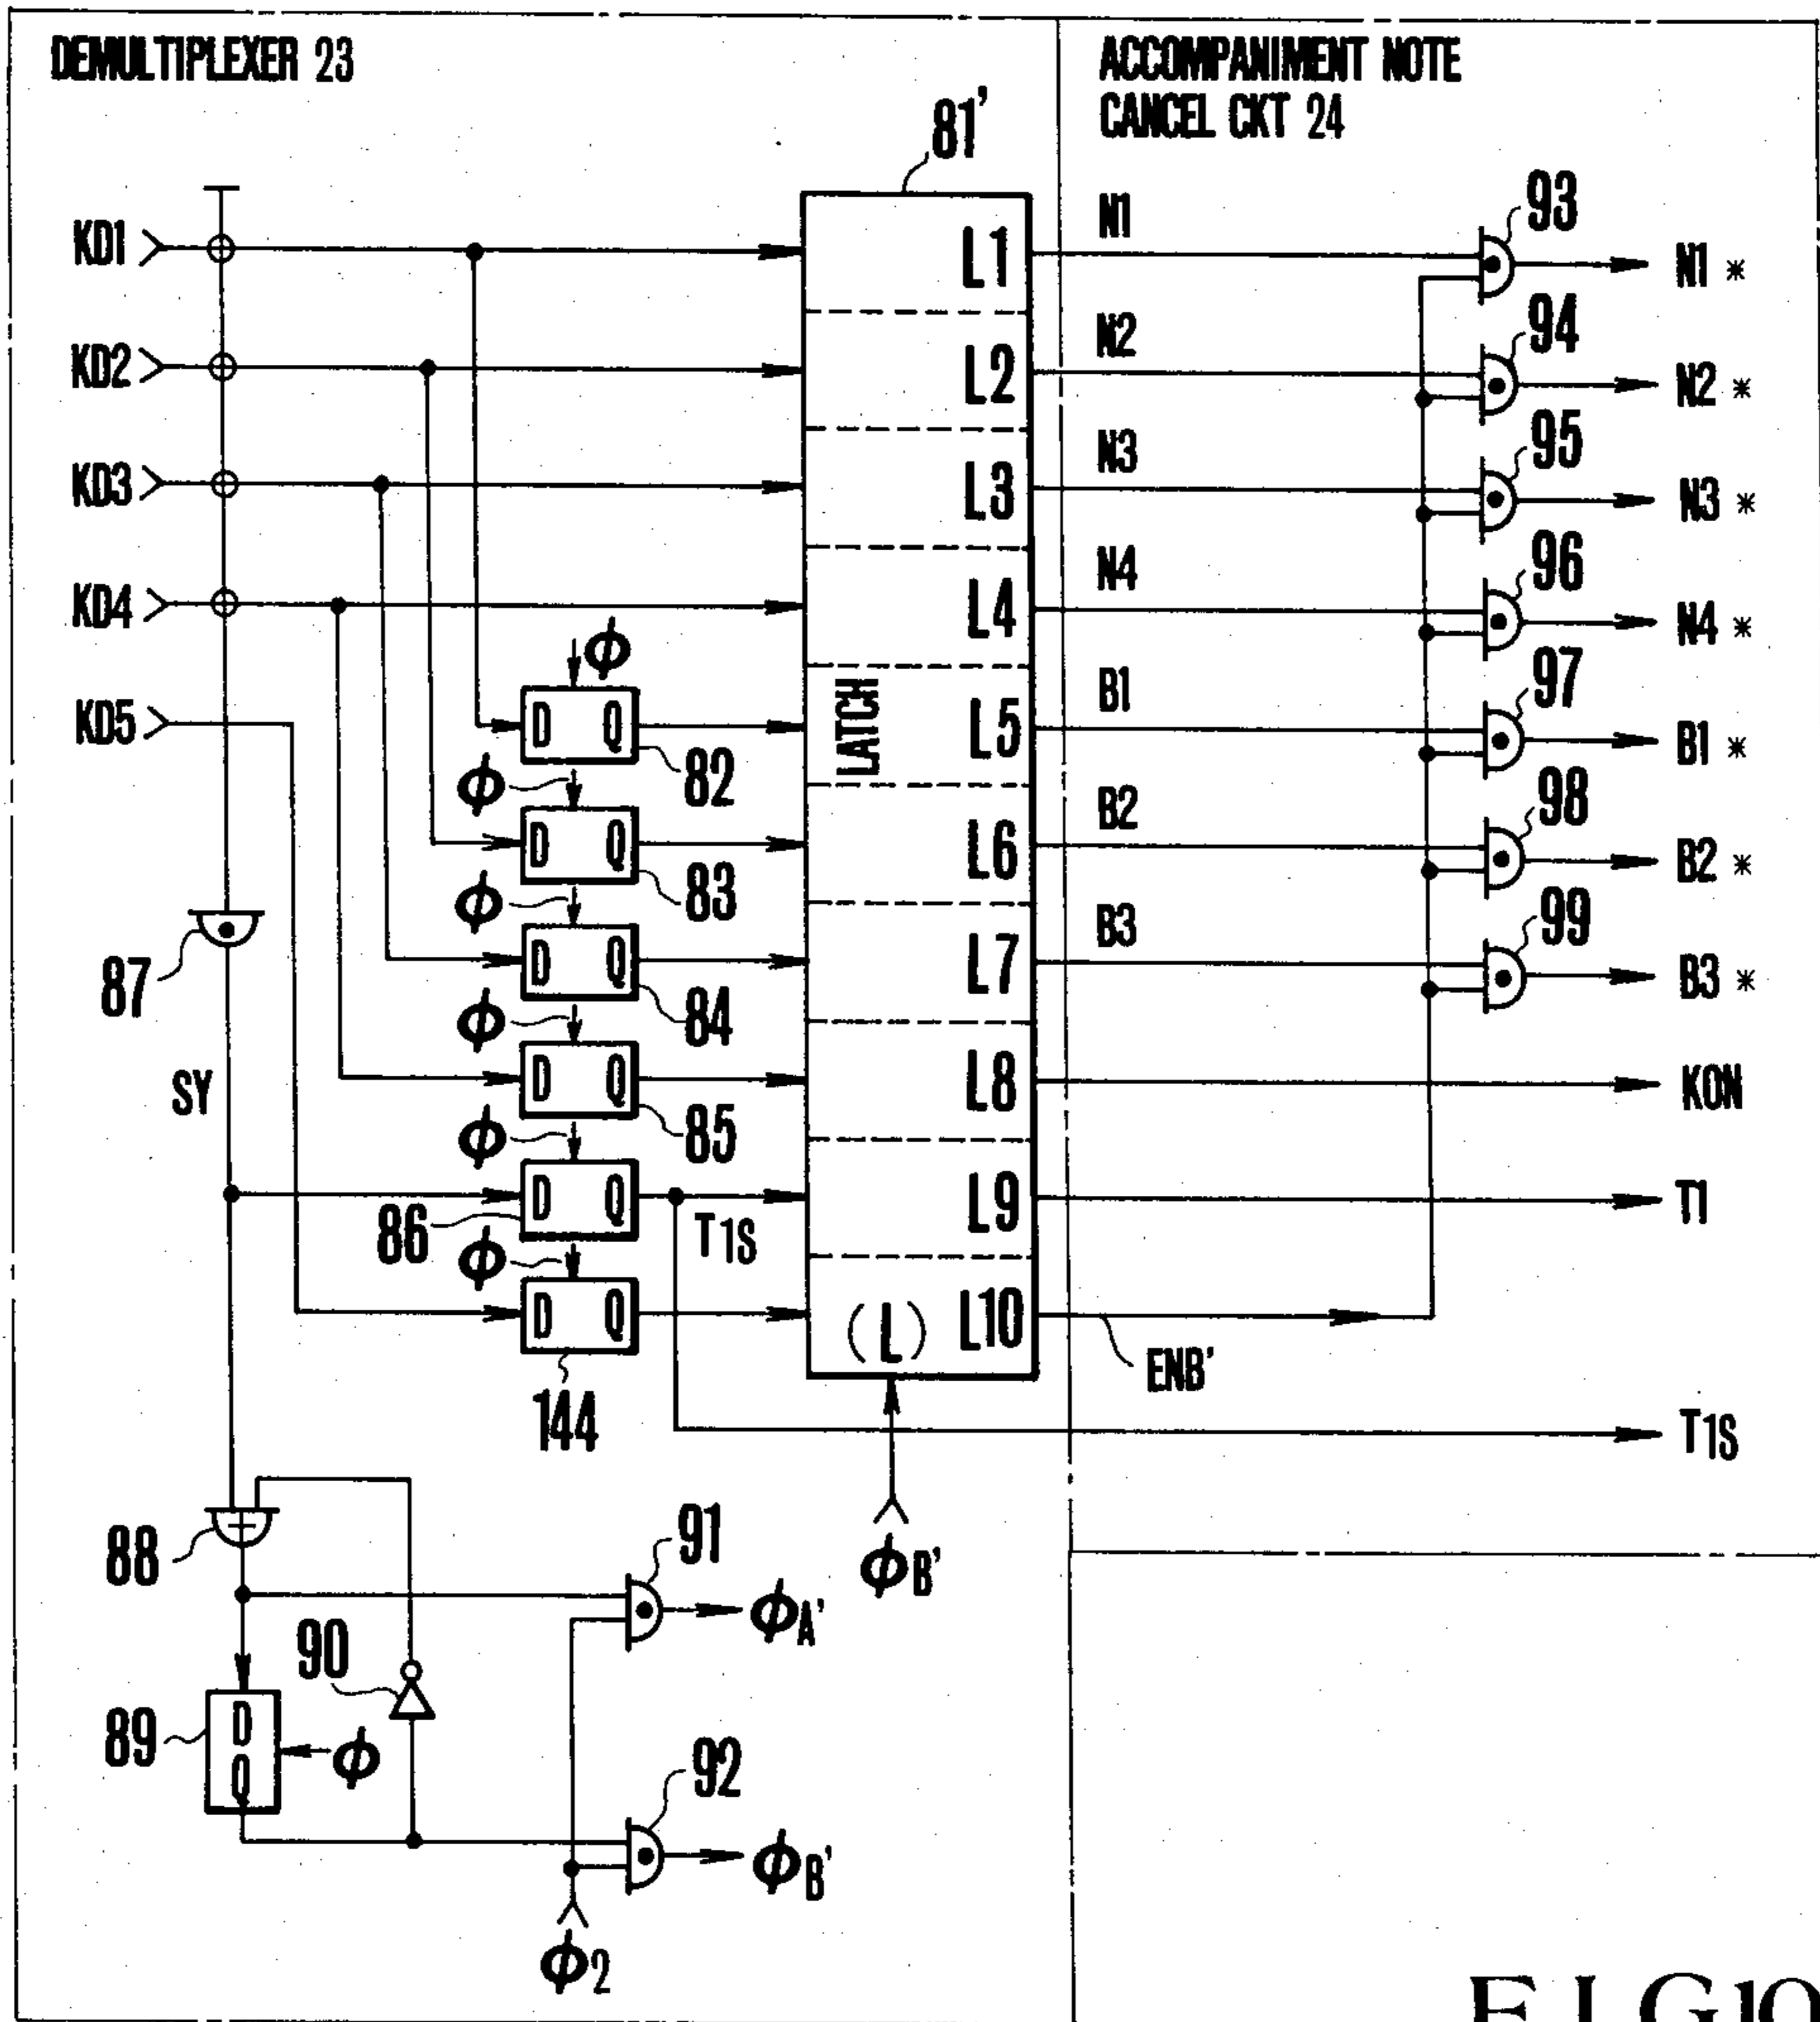 DEMULTIPLEXER 23
ACCOMPANIMENT NOTE
CANCEL CKT 24
81'
KD1
L1
N1
93
N1 *
KD2
L2
N2
94
N2 *
KD3
L3
N3
95
N3 *
KD4
L4
N4
96
N4 *
ϕ
KD5
D Q
82
LATCH
L5
B1
97
B1 *
ϕ
D Q
83
L6
B2
98
B2 *
ϕ
87
D Q
84
L7
B3
99
B3 *
ϕ
SY
D Q
85
L8
KON
ϕ
86
D Q
T1S
L9
T1
ϕ
D Q
144
(L)
L10
ENB'
T1S
88
91
ϕA'
ϕB'
90
89
D
Q
ϕ
92
ϕB'
ϕ2
FIG10